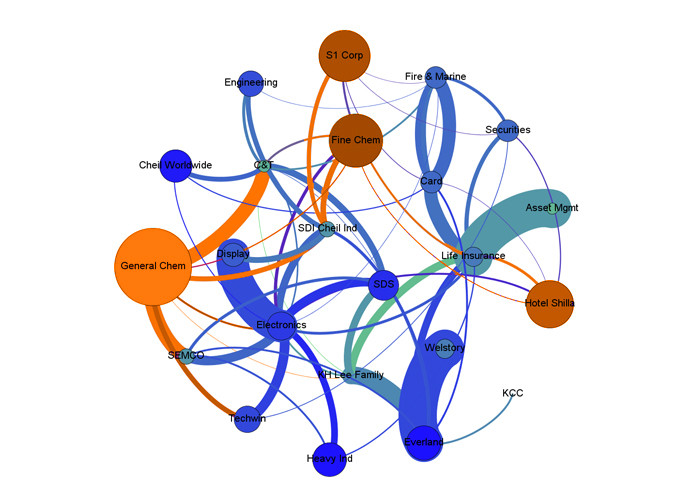 S1 Corp
Engineering
Fire & Marine
Securities
Fine Chem
Cheil Worldwide
C&T
Card
Asset Mgmt
SDI Cheil Ind
Display
Life Insurance
General Chem
SDS
Hotel Shilla
Electronics
Welstory
SEMCO
KH Lee Family
KCC
Techwin
Everland
Heavy Ind